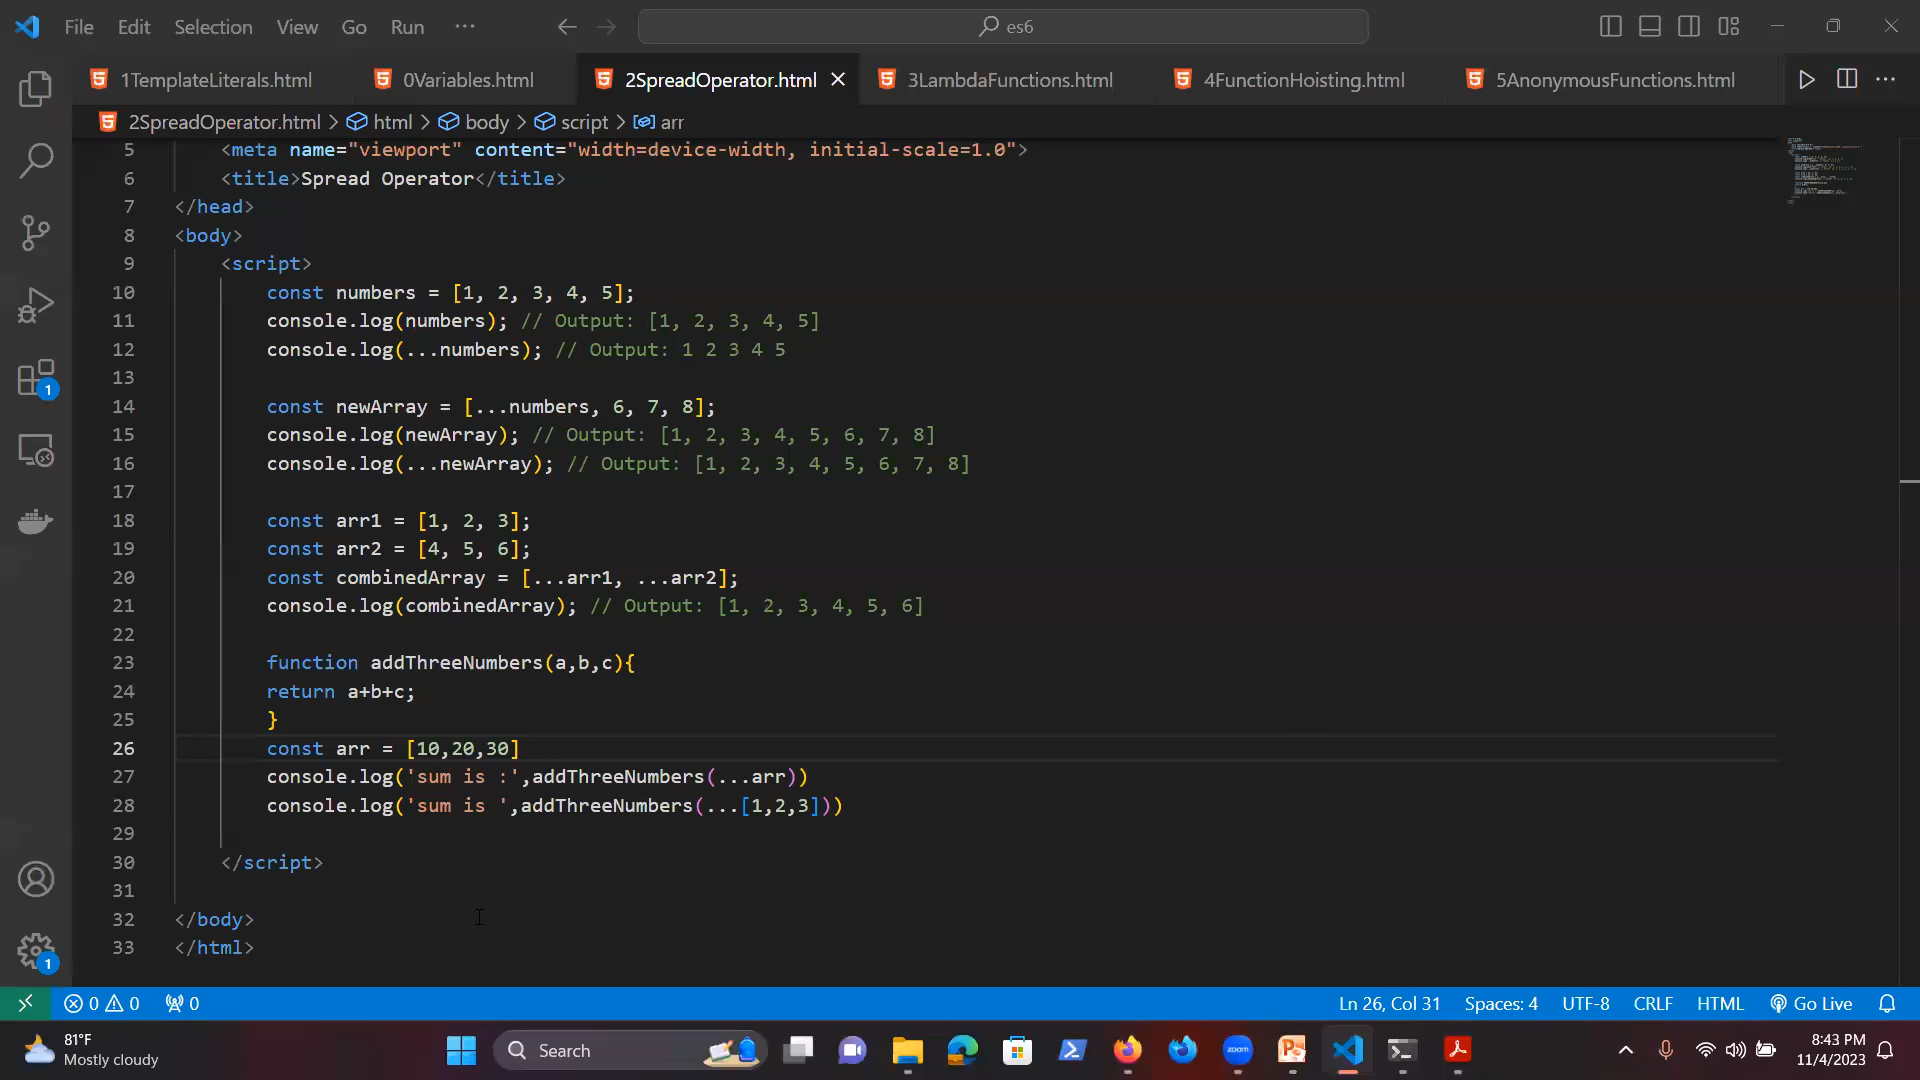 File Edit Selection View Go Run ···
es6
1TemplateLiterals.html 0Variables.html 2SpreadOperator.html 3LambdaFunctions.html 4FunctionHoisting.html 5AnonymousFunctions.html
2SpreadOperator.html > html > body > script > arr
5 <meta name="viewport" content="width=device-width, initial-scale=1.0">
6 <title>Spread Operator</title>
7 </head>
8 <body>
9 <script>
10 const numbers = [1, 2, 3, 4, 5];
11 console.log(numbers); // Output: [1, 2, 3, 4, 5]
12 console.log(...numbers); // Output: 1 2 3 4 5
13
14 const newArray = [...numbers, 6, 7, 8];
15 console.log(newArray); // Output: [1, 2, 3, 4, 5, 6, 7, 8]
16 console.log(...newArray); // Output: [1, 2, 3, 4, 5, 6, 7, 8]
17
18 const arr1 = [1, 2, 3];
19 const arr2 = [4, 5, 6];
20 const combinedArray = [...arr1, ...arr2];
21 console.log(combinedArray); // Output: [1, 2, 3, 4, 5, 6]
22
23 function addThreeNumbers(a,b,c){
24 return a+b+c;
25 }
26 const arr = [10,20,30]
27 console.log('sum is :',addThreeNumbers(...arr))
28 console.log('sum is ',addThreeNumbers(...[1,2,3]))
29
30 </script>
31
32 </body>
33 </html>
1
1
0 0 0 Ln 26, Col 31 Spaces: 4 UTF-8 CRLF HTML Go Live
81°F
Mostly cloudy
Search
zoom
8:43 PM
11/4/2023